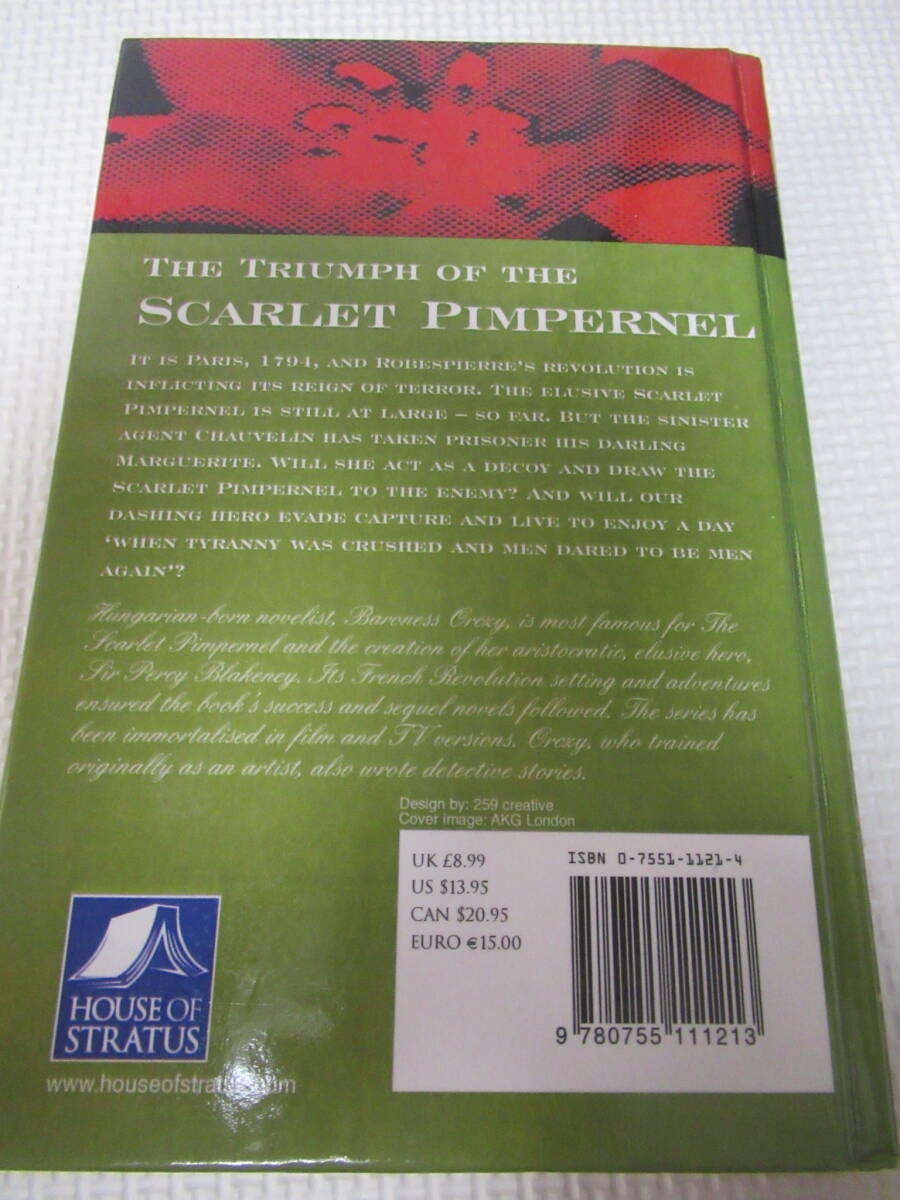 THE TRIUMPH OF THE
SCARLET PIMPERNEL
IT IS PARIS, 1794, AND ROBESPIERRE'S REVOLUTION IS
INFLICTING ITS REIGN OF TERROR. THE ELUSIVE SCARLET
PIMPERNEL IS STILL AT LARGE – SO FAR. BUT THE SINISTER
AGENT CHAUVELIN HAS TAKEN PRISONER HIS DARLING
MARGUERITE. WILL SHE ACT AS A DECOY AND DRAW THE
SCARLET PIMPERNEL TO THE ENEMY? AND WILL OUR
DASHING HERO EVADE CAPTURE AND LIVE TO ENJOY A DAY
'WHEN TYRANNY WAS CRUSHED AND MEN DARED TO BE MEN
AGAIN'?
Hungarian-born novelist, Baroness Orczy, is most famous for The
Scarlet Pimpernel and the creation of her aristocratic, elusive hero,
Sir Percy Blakeney. Its French Revolution setting and adventures
ensured the book's success and sequel novels followed. The series has
been immortalised in film and TV versions. Orczy, who trained
originally as an artist, also wrote detective stories.
Design by: 259 creative
Cover image: AKG London
UK £8.99
US $13.95
CAN $20.95
EURO €15.00
ISBN 0-7551-1121-4
9 780755 111213
HOUSE OF
STRATUS
www.houseofstratus.com